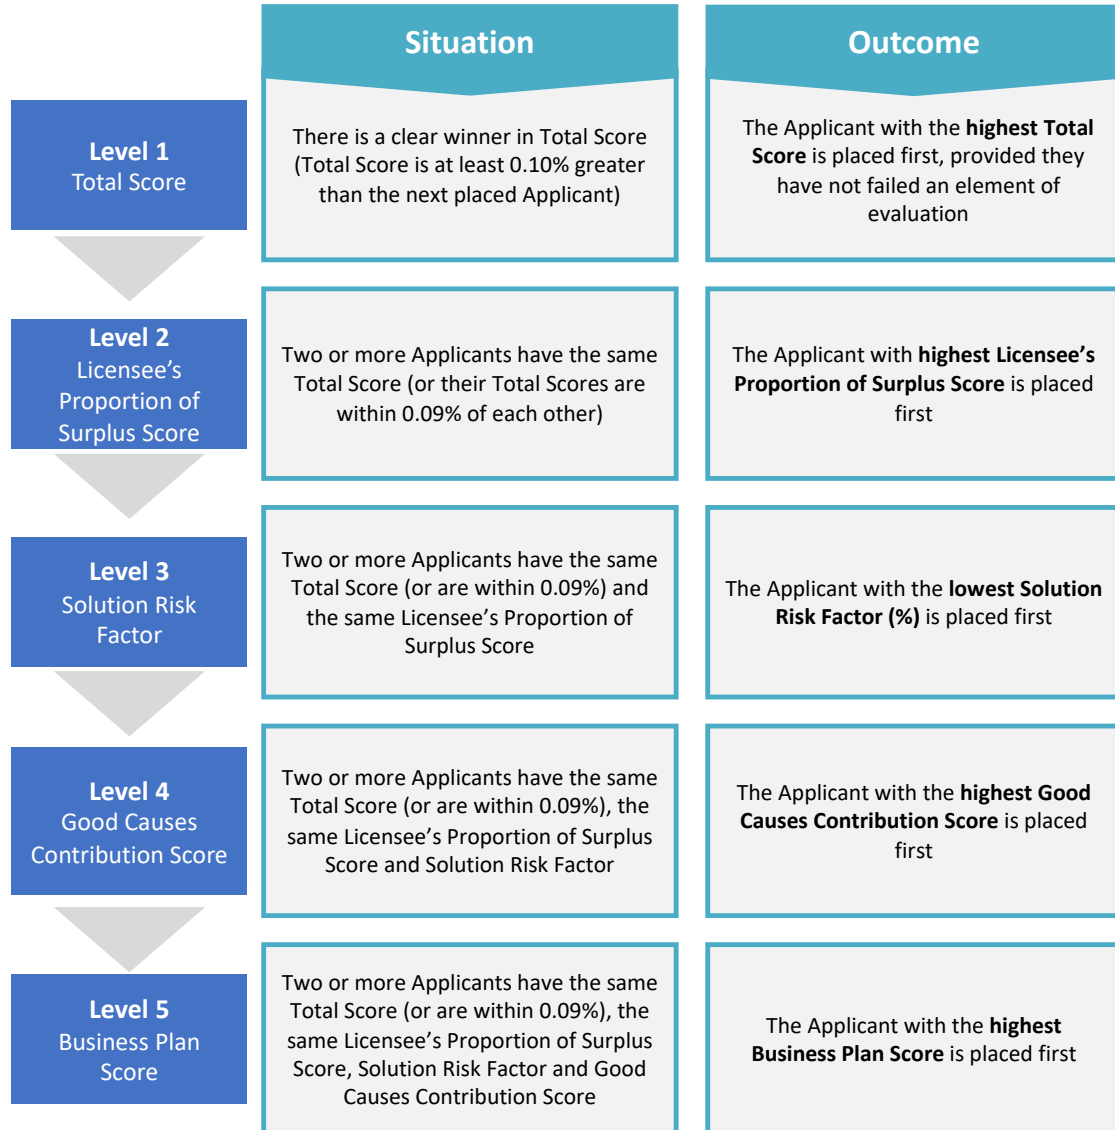 Situation
Outcome
Level 1
Total Score
There is a clear winner in Total Score
(Total Score is at least 0.10% greater
than the next placed Applicant)
The Applicant with the highest Total
Score is placed first, provided they
have not failed an element of
evaluation
Level 2
Licensee’s
Proportion of
Surplus Score
Two or more Applicants have the same
Total Score (or their Total Scores are
within 0.09% of each other)
The Applicant with highest Licensee’s
Proportion of Surplus Score is placed
first
Level 3
Solution Risk
Factor
Two or more Applicants have the same
Total Score (or are within 0.09%) and
the same Licensee’s Proportion of
Surplus Score
The Applicant with the lowest Solution
Risk Factor (%) is placed first
Level 4
Good Causes
Contribution Score
Two or more Applicants have the same
Total Score (or are within 0.09%), the
same Licensee’s Proportion of Surplus
Score and Solution Risk Factor
The Applicant with the highest Good
Causes Contribution Score is placed
first
Level 5
Business Plan
Score
Two or more Applicants have the same
Total Score (or are within 0.09%), the
same Licensee’s Proportion of Surplus
Score, Solution Risk Factor and Good
Causes Contribution Score
The Applicant with the highest
Business Plan Score is placed first